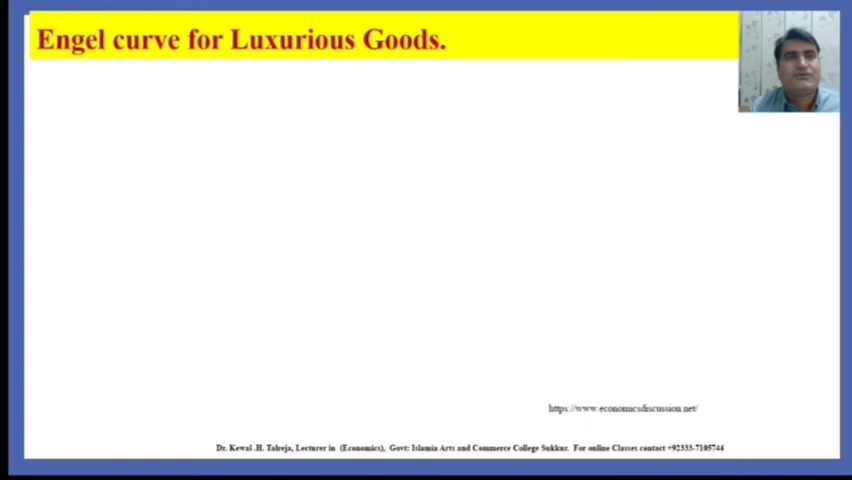 Engel curve for Luxurious Goods.
https://www.economicsdiscussion.net/
Dr. Kewal .H. Talreja, Lecturer in (Economics), Govt: Islamia Arts and Commerce College Sukkur. For online Classes contact +92333-7105744